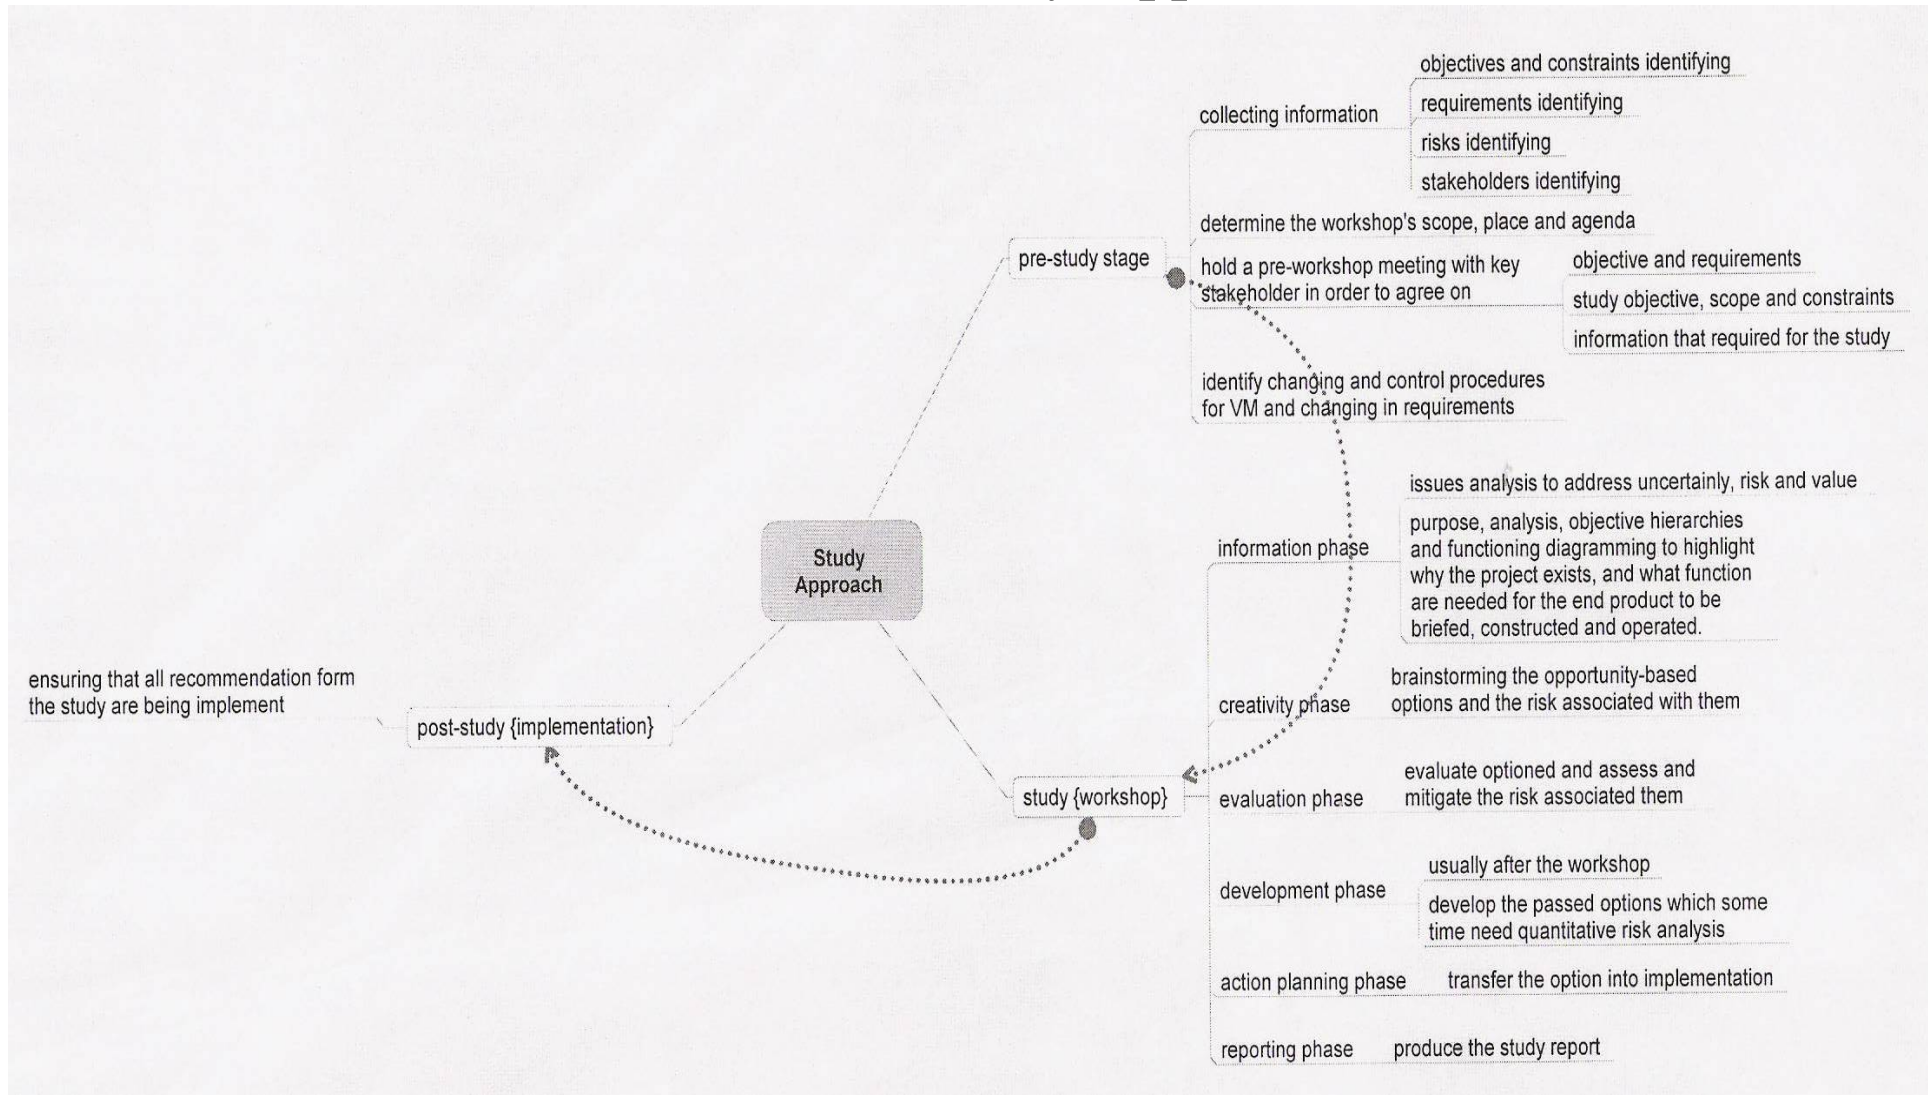 objectives and constraints identifying
collecting information
requirements identifying
risks identifying
stakeholders identifying
determine the workshop's scope, place and agenda
pre-study stage
hold a pre-workshop meeting with key
stakeholder in order to agree on
objective and requirements
study objective, scope and constraints
information that required for the study
identify changing and control procedures
for VM and changing in requirements
Study
Approach
information phase
issues analysis to address uncertainly, risk and value
purpose, analysis, objective hierarchies
and functioning diagramming to highlight
why the project exists, and what function
are needed for the end product to be
briefed, constructed and operated.
creativity phase
brainstorming the opportunity-based
options and the risk associated with them
study {workshop}
evaluation phase
evaluate optioned and assess and
mitigate the risk associated them
development phase
usually after the workshop
develop the passed options which some
time need quantitative risk analysis
action planning phase
transfer the option into implementation
reporting phase
produce the study report
post-study {implementation}
ensuring that all recommendation form
the study are being implement